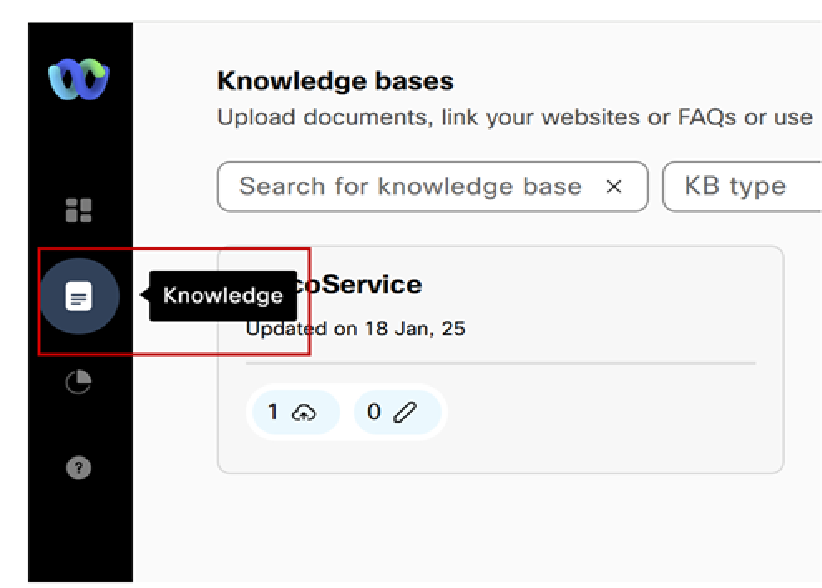 Knowledge bases
Upload documents, link your websites or FAQs or use
Search for knowledge base
KB type
coService
Knowledge
Updated on 18 Jan, 25
1
0
?